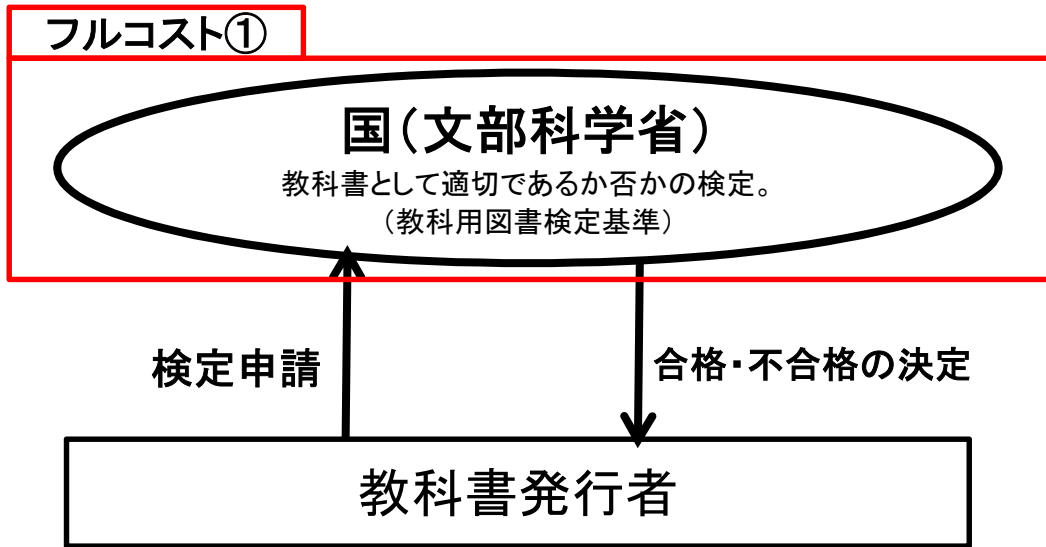 フルコスト①
国（文部科学省）
教科書として適切であるか否かの検定。
（教科用図書検定基準）
検定申請
合格・不合格の決定
教科書発行者